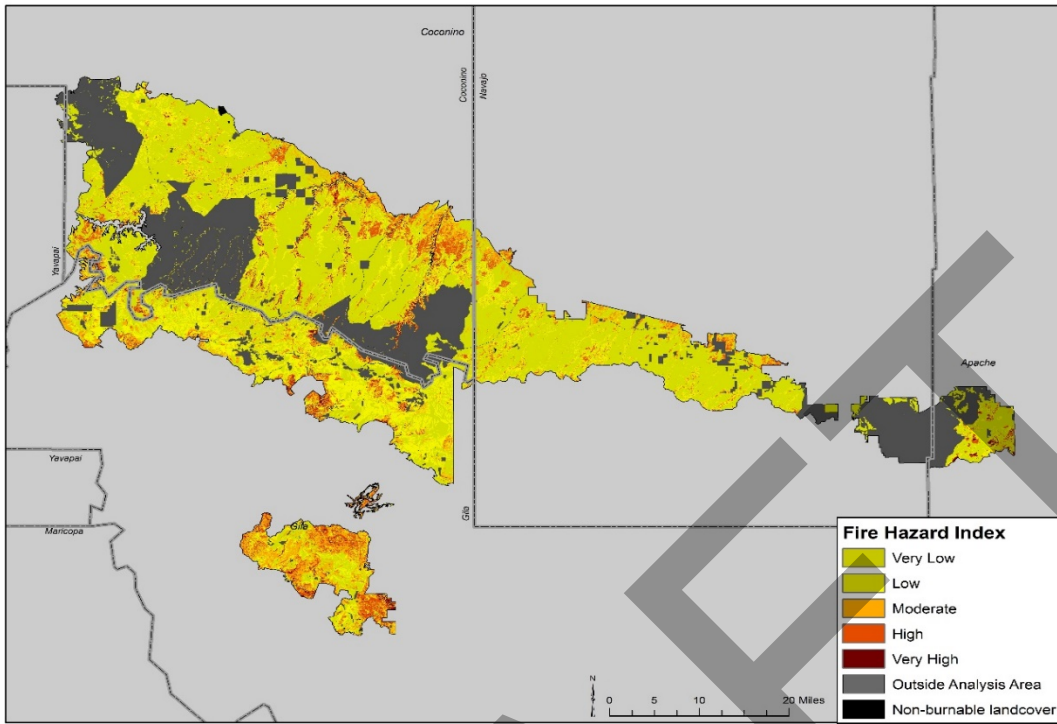 Coconino
Coconino
Navajo
Yavapai
Apache
Yavapai
Maricopa
Gila
Gila
Fire Hazard Index
Very Low
Low
Moderate
High
Very High
Outside Analysis Area
Non-burnable landcover
N
0 5 10 20 Miles